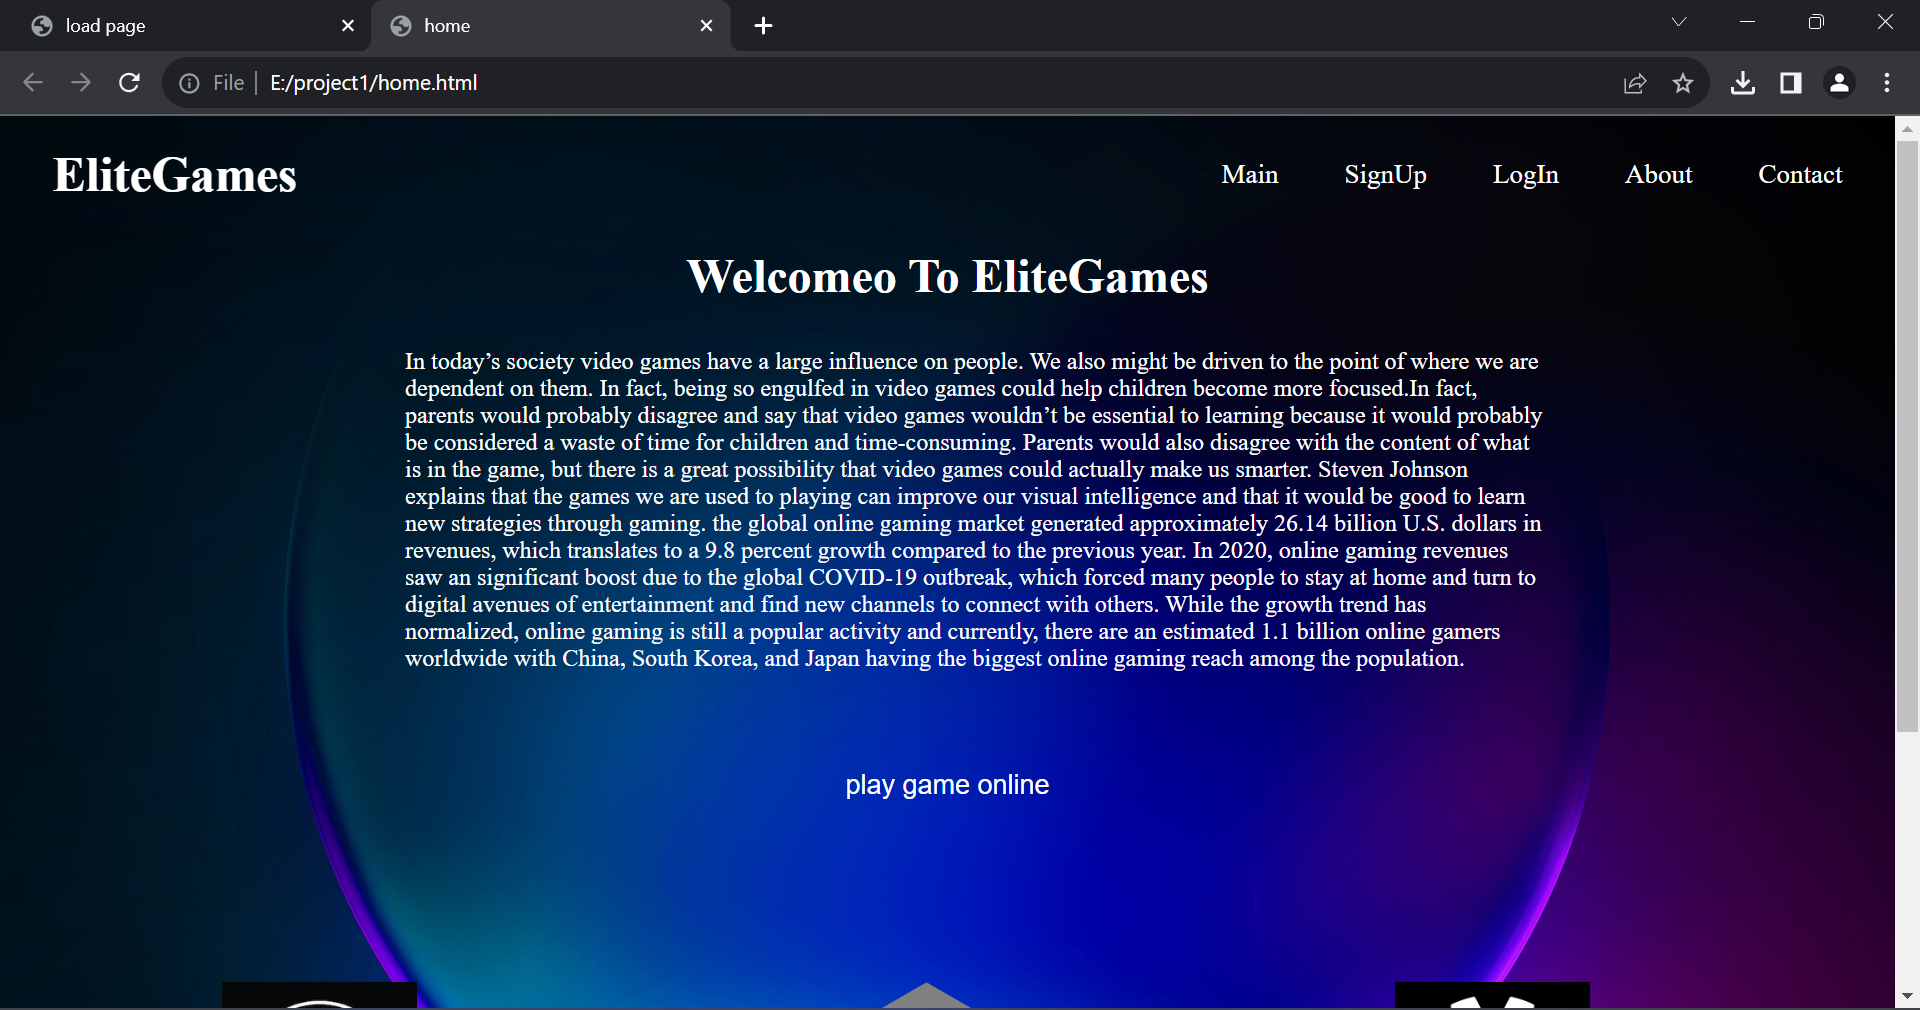 load page
home
File
E:/project1/home.html
EliteGames
Main
SignUp
LogIn
About
Contact
Welcomeo To EliteGames
In today’s society video games have a large influence on people. We also might be driven to the point of where we are
dependent on them. In fact, being so engulfed in video games could help children become more focused.In fact,
parents would probably disagree and say that video games wouldn’t be essential to learning because it would probably
be considered a waste of time for children and time-consuming. Parents would also disagree with the content of what
is in the game, but there is a great possibility that video games could actually make us smarter. Steven Johnson
explains that the games we are used to playing can improve our visual intelligence and that it would be good to learn
new strategies through gaming. the global online gaming market generated approximately 26.14 billion U.S. dollars in
revenues, which translates to a 9.8 percent growth compared to the previous year. In 2020, online gaming revenues
saw an significant boost due to the global COVID-19 outbreak, which forced many people to stay at home and turn to
digital avenues of entertainment and find new channels to connect with others. While the growth trend has
normalized, online gaming is still a popular activity and currently, there are an estimated 1.1 billion online gamers
worldwide with China, South Korea, and Japan having the biggest online gaming reach among the population.
play game online